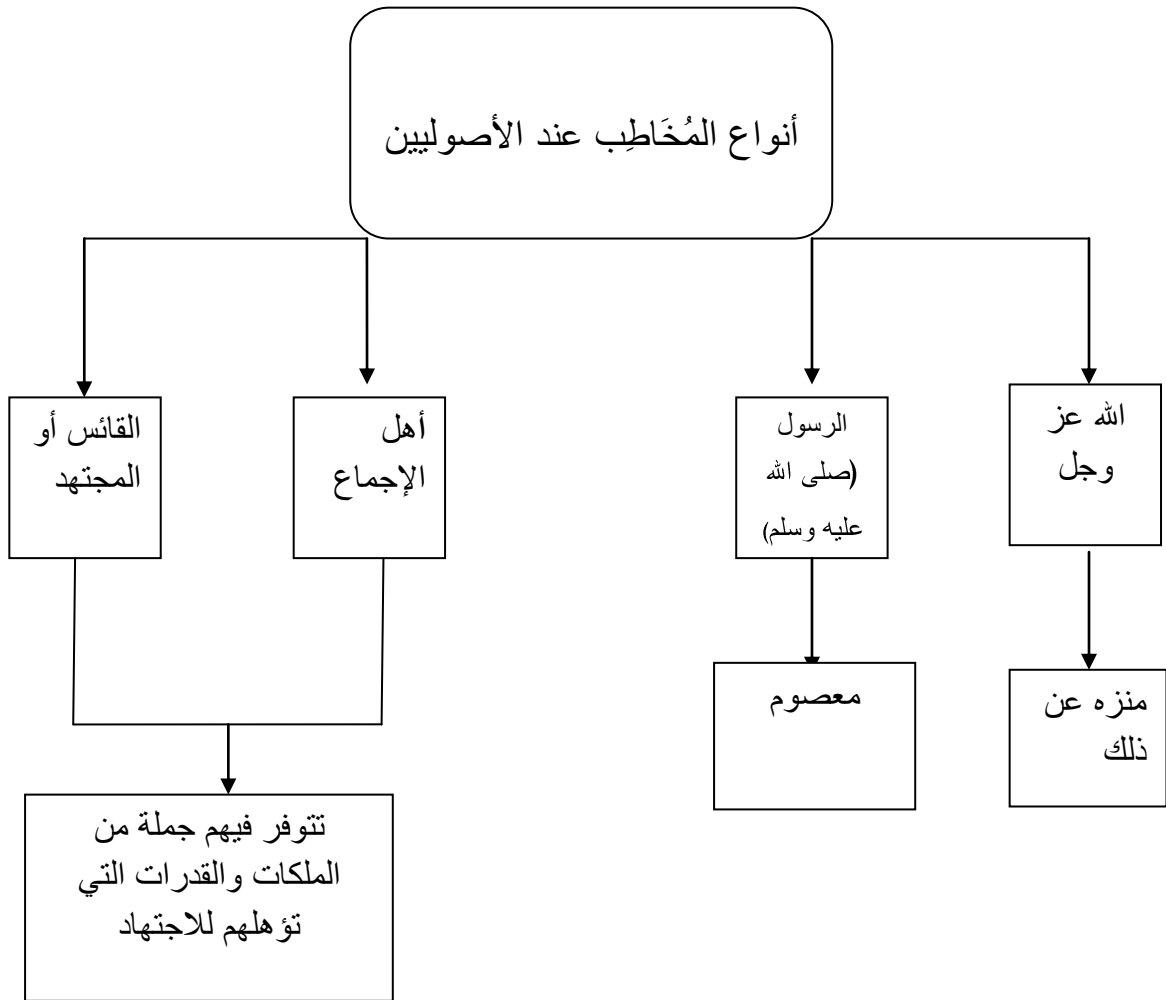 أنواع المُخَاطِب عند الأصوليين
الله عز
وجل
الرسول
(صلى الله
عليه وسلم)
أهل
الإجماع
القائس أو
المجتهد
منزه عن
ذلك
معصوم
تتوفر فيهم جملة من
الملكات والقدرات التي
تؤهلهم للاجتهاد